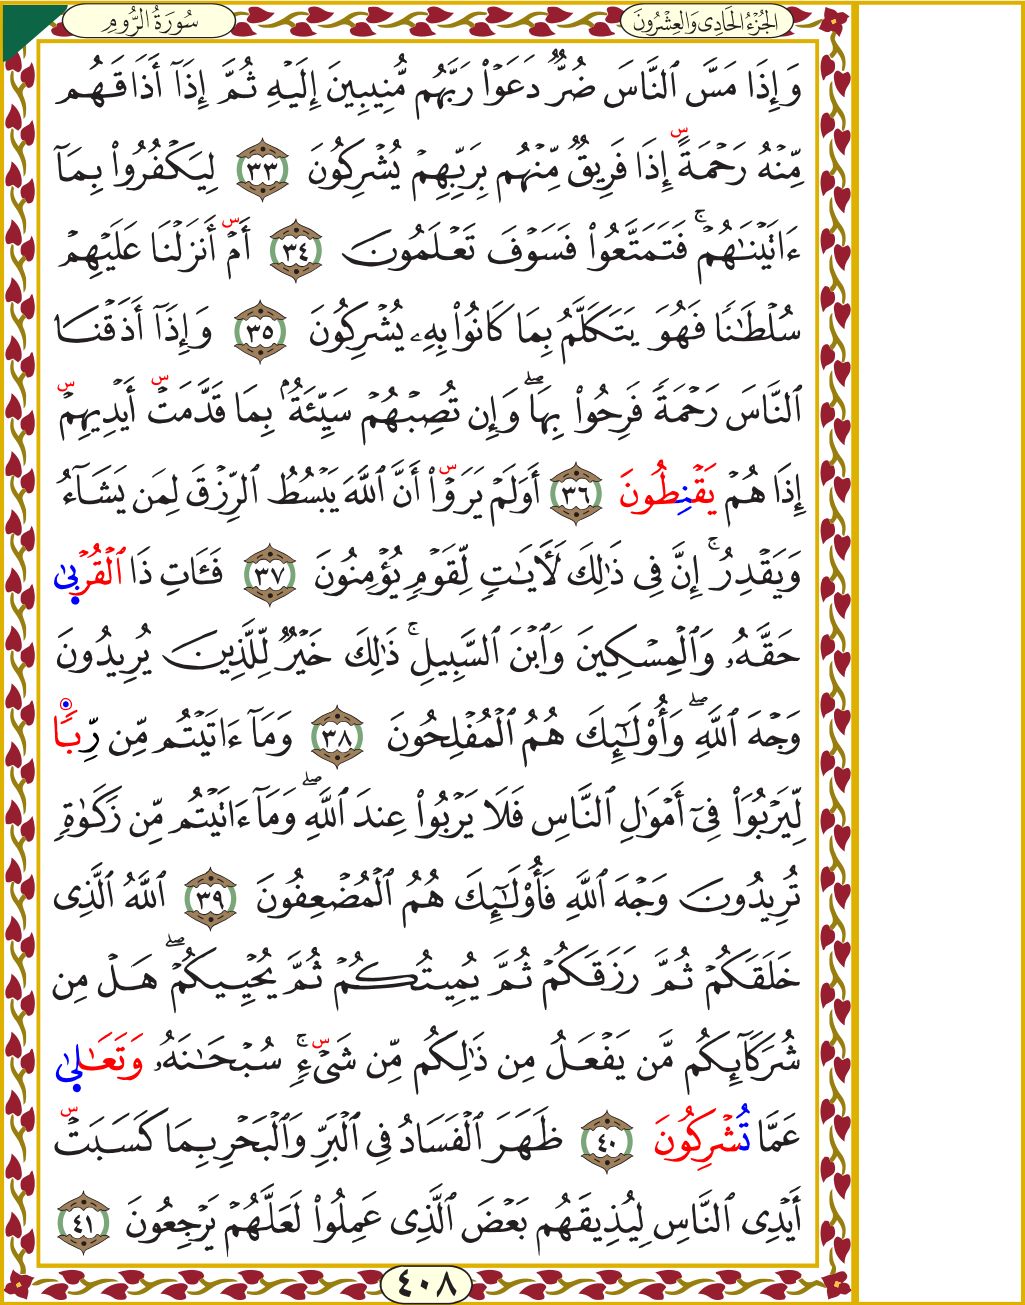 سُورَةُ الرُّومِ
الجُزْءُ الحَادِي وَالعِشْرُونَ
وَإِذَا مَسَّ ٱلنَّاسَ ضُرٌّ دَعَوۡاْ رَبَّهُم مُّنِيبِينَ إِلَيۡهِ ثُمَّ إِذَآ أَذَاقَهُم
مِّنۡهُ رَحۡمَةً إِذَا فَرِيقٌ مِّنۡهُم بِرَبِّهِمۡ يُشۡرِكُونَ ٣٣ لِيَكۡفُرُواْ بِمَآ
ءَاتَيۡنَٰهُمۡۚ فَتَمَتَّعُواْ فَسَوۡفَ تَعۡلَمُونَ ٣٤ أَمۡ أَنزَلۡنَا عَلَيۡهِمۡ
سُلۡطَٰنٗا فَهُوَ يَتَكَلَّمُ بِمَا كَانُواْ بِهِۦ يُشۡرِكُونَ ٣٥ وَإِذَآ أَذَقۡنَا
ٱلنَّاسَ رَحۡمَةٗ فَرِحُواْ بِهَاۖ وَإِن تُصِبۡهُمۡ سَيِّئَةُۢ بِمَا قَدَّمَتۡ أَيۡدِيهِمۡ
إِذَا هُمۡ يَقۡنِطُونَ ٣٦ أَوَلَمۡ يَرَوۡاْ أَنَّ ٱللَّهَ يَبۡسُطُ ٱلرِّزۡقَ لِمَن يَشَآءُ
وَيَقۡدِرُۚ إِنَّ فِي ذَٰلِكَ لَأٓيَٰتٖ لِّقَوۡمٖ يُؤۡمِنُونَ ٣٧ فَـَٔاتِ ذَا ٱلۡقُرۡبىٰ
حَقَّهُۥ وَٱلۡمِسۡكِينَ وَٱبۡنَ ٱلسَّبِيلِۚ ذَٰلِكَ خَيۡرٌ لِّلَّذِينَ يُرِيدُونَ
وَجۡهَ ٱللَّهِۖ وَأُوْلَٰٓئِكَ هُمُ ٱلۡمُفۡلِحُونَ ٣٨ وَمَآ ءَاتَيۡتُم مِّن رِّبٗا
لِّيَرۡبُوَاْ فِيٓ أَمۡوَٰلِ ٱلنَّاسِ فَلَا يَرۡبُواْ عِندَ ٱللَّهِۖ وَمَآ ءَاتَيۡتُم مِّن زَكَوٰةٖ
تُرِيدُونَ وَجۡهَ ٱللَّهِ فَأُوْلَٰٓئِكَ هُمُ ٱلۡمُضۡعِفُونَ ٣٩ ٱللَّهُ ٱلَّذِي
خَلَقَكُمۡ ثُمَّ رَزَقَكُمۡ ثُمَّ يُمِيتُكُمۡ ثُمَّ يُحۡيِيكُمۡۖ هَلۡ مِن
شُرَكَآئِكُم مَّن يَفۡعَلُ مِن ذَٰلِكُم مِّن شَيۡءٖۚ سُبۡحَٰنَهُۥ وَتَعَٰلىٰ
عَمَّا تُشۡرِكُونَ ٤٠ ظَهَرَ ٱلۡفَسَادُ فِي ٱلۡبَرِّ وَٱلۡبَحۡرِ بِمَا كَسَبَتۡ
أَيۡدِي ٱلنَّاسِ لِيُذِيقَهُم بَعۡضَ ٱلَّذِي عَمِلُواْ لَعَلَّهُمۡ يَرۡجِعُونَ ٤١
٤٠٨